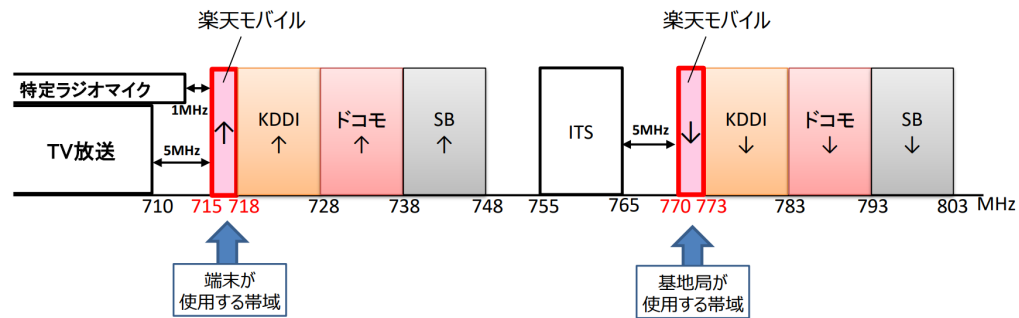 楽天モバイル
楽天モバイル
特定ラジオマイク
1MHz
TV放送
5MHz
↑
KDDI
↑
ドコモ
↑
SB
↑
ITS
5MHz
↓
KDDI
↓
ドコモ
↓
SB
↓
710
715
718
728
738
748
755
765
770
773
783
793
803
MHz
端末が
使用する帯域
基地局が
使用する帯域